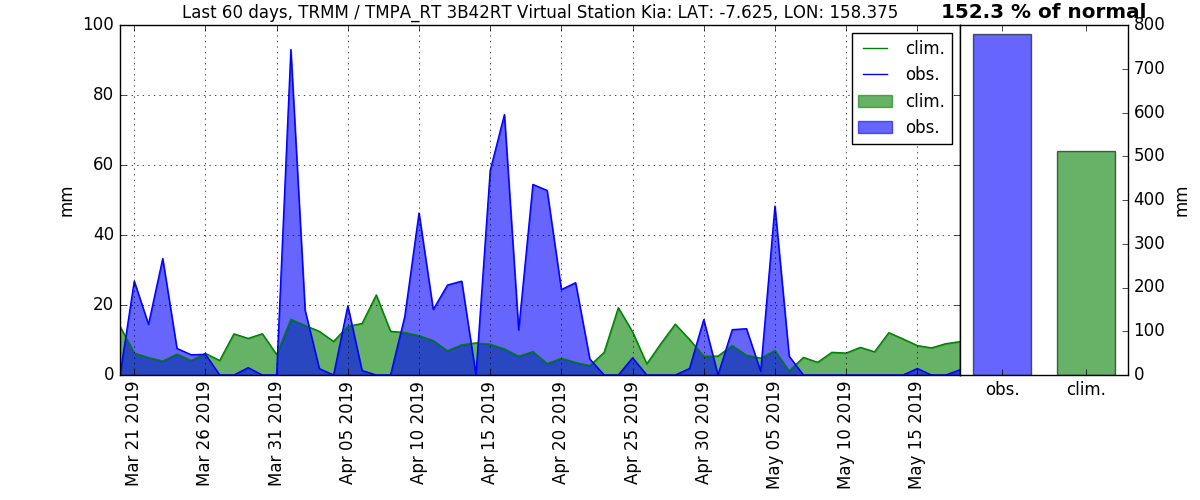 Last 60 days, TRMM / TMPA_RT 3B42RT Virtual Station Kia: LAT: -7.625, LON: 158.375
152.3 % of normal
100
80
60
40
20
0
mm
clim.
obs.
clim.
obs.
800
700
600
500
400
300
200
100
0
mm
obs.
clim.
Mar 21 2019
Mar 26 2019
Mar 31 2019
Apr 05 2019
Apr 10 2019
Apr 15 2019
Apr 20 2019
Apr 25 2019
Apr 30 2019
May 05 2019
May 10 2019
May 15 2019